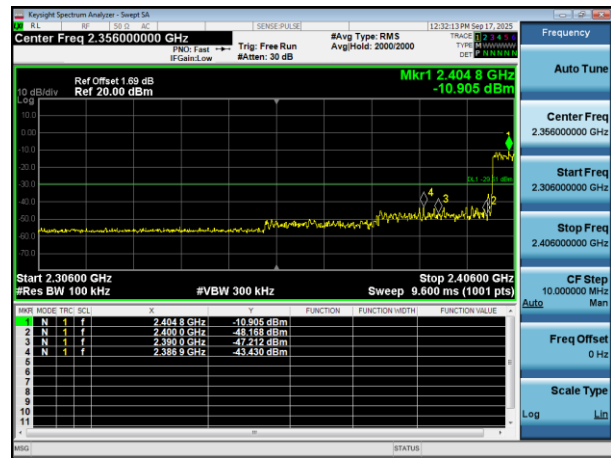 Keysight Spectrum Analyzer - Swept SA
RL RF 50 Ω AC SENSE:PULSE 12:32:13 PM Sep 17, 2025
Center Freq 2.356000000 GHz
PNO: Fast
IFGain:Low
Trig: Free Run
#Atten: 30 dB
#Avg Type: RMS
Avg|Hold: 2000/2000
TRACE 1 2 3 4 5 6
TYPE M W W W W W
DET P N N N N N
Frequency
Auto Tune
Center Freq
2.356000000 GHz
Start Freq
2.306000000 GHz
Stop Freq
2.406000000 GHz
CF Step
10.000000 MHz
Auto Man
Freq Offset
0 Hz
Scale Type
Log Lin
Ref Offset 1.69 dB
10 dB/div Ref 20.00 dBm
Log
Mkr1 2.404 8 GHz
-10.905 dBm
10.0
0.00
-10.0
-20.0
-30.0
-40.0
-50.0
-60.0
-70.0
1
4
3
2
Start 2.30600 GHz Stop 2.40600 GHz
#Res BW 100 kHz #VBW 300 kHz Sweep 9.600 ms (1001 pts)
MKR MODE TRC SCL X Y FUNCTION FUNCTION WIDTH FUNCTION VALUE
1 N 1 f 2.404 8 GHz -10.905 dBm
2 N 1 f 2.400 0 GHz -48.168 dBm
3 N 1 f 2.390 0 GHz -47.212 dBm
4 N 1 f 2.386 9 GHz -43.430 dBm
5
6
7
8
9
10
11
MSG STATUS